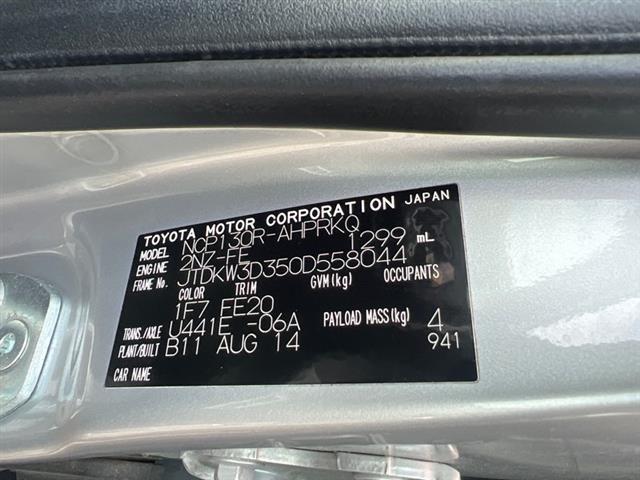 TOYOTA MOTOR CORPORATION JAPAN
MODEL NCP130R-AHPRKQ
ENGINE 2NZ-FE 1299 mL
FRAME No. JTDKW3D350D558044
COLOR TRIM GVM(kg) OCCUPANTS
1F7 EE20
TRANS./AXLE U441E -06A PAYLOAD MASS(kg) 4
PLANT/BUILT B11 AUG 14 941
CAR NAME